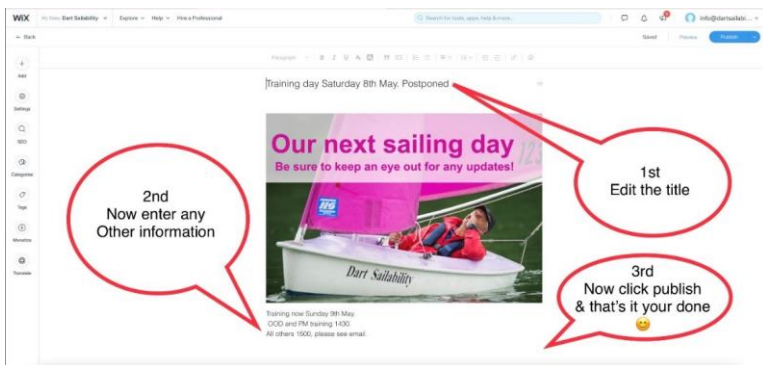 WiX My Sites: Dart Sailability Explore Help Hire a Professional Search for tools, apps, help & more... info@dartsailabi...
← Back Saved Preview Publish
Paragraph
Add
Settings
SEO
Categories
Tags
Monetize
Translate
Training day Saturday 8th May. Postponed
Our next sailing day
Be sure to keep an eye out for any updates!
123
Dart Sailability
Training now Sunday 9th May.
OOD and PM training 1430.
All others 1500, please see email.
1st
Edit the title
2nd
Now enter any
Other information
3rd
Now click publish
& that's it your done
😊